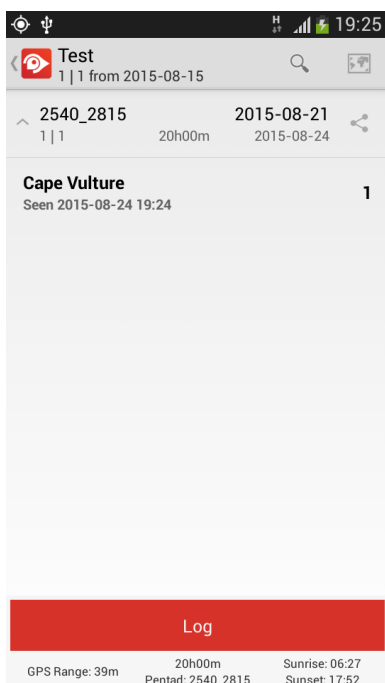 H 19:25
Test
1 | 1 from 2015-08-15
2540_2815 2015-08-21
1 | 1 20h00m 2015-08-24
Cape Vulture 1
Seen 2015-08-24 19:24
Log
GPS Range: 39m 20h00m Sunrise: 06:27
Pentad: 2540_2815 Sunset: 17:52